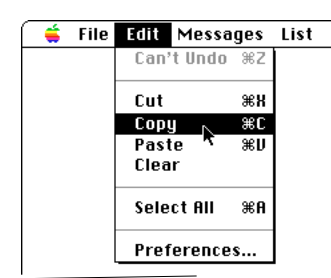 File Edit Messages List
Can't Undo ⌘Z
Cut ⌘X
Copy ⌘C
Paste ⌘V
Clear
Select All ⌘A
Preferences...